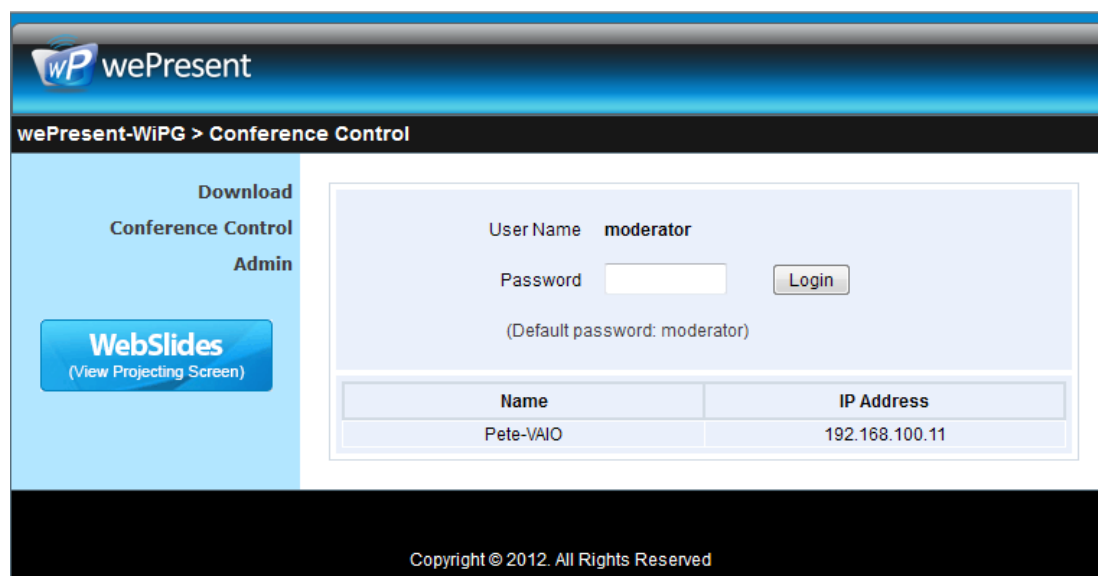 wP wePresent
wePresent-WiPG > Conference Control
Download
Conference Control
Admin
WebSlides
(View Projecting Screen)
User Name moderator
Password Login
(Default password: moderator)
Name IP Address
Pete-VAIO 192.168.100.11
Copyright © 2012. All Rights Reserved